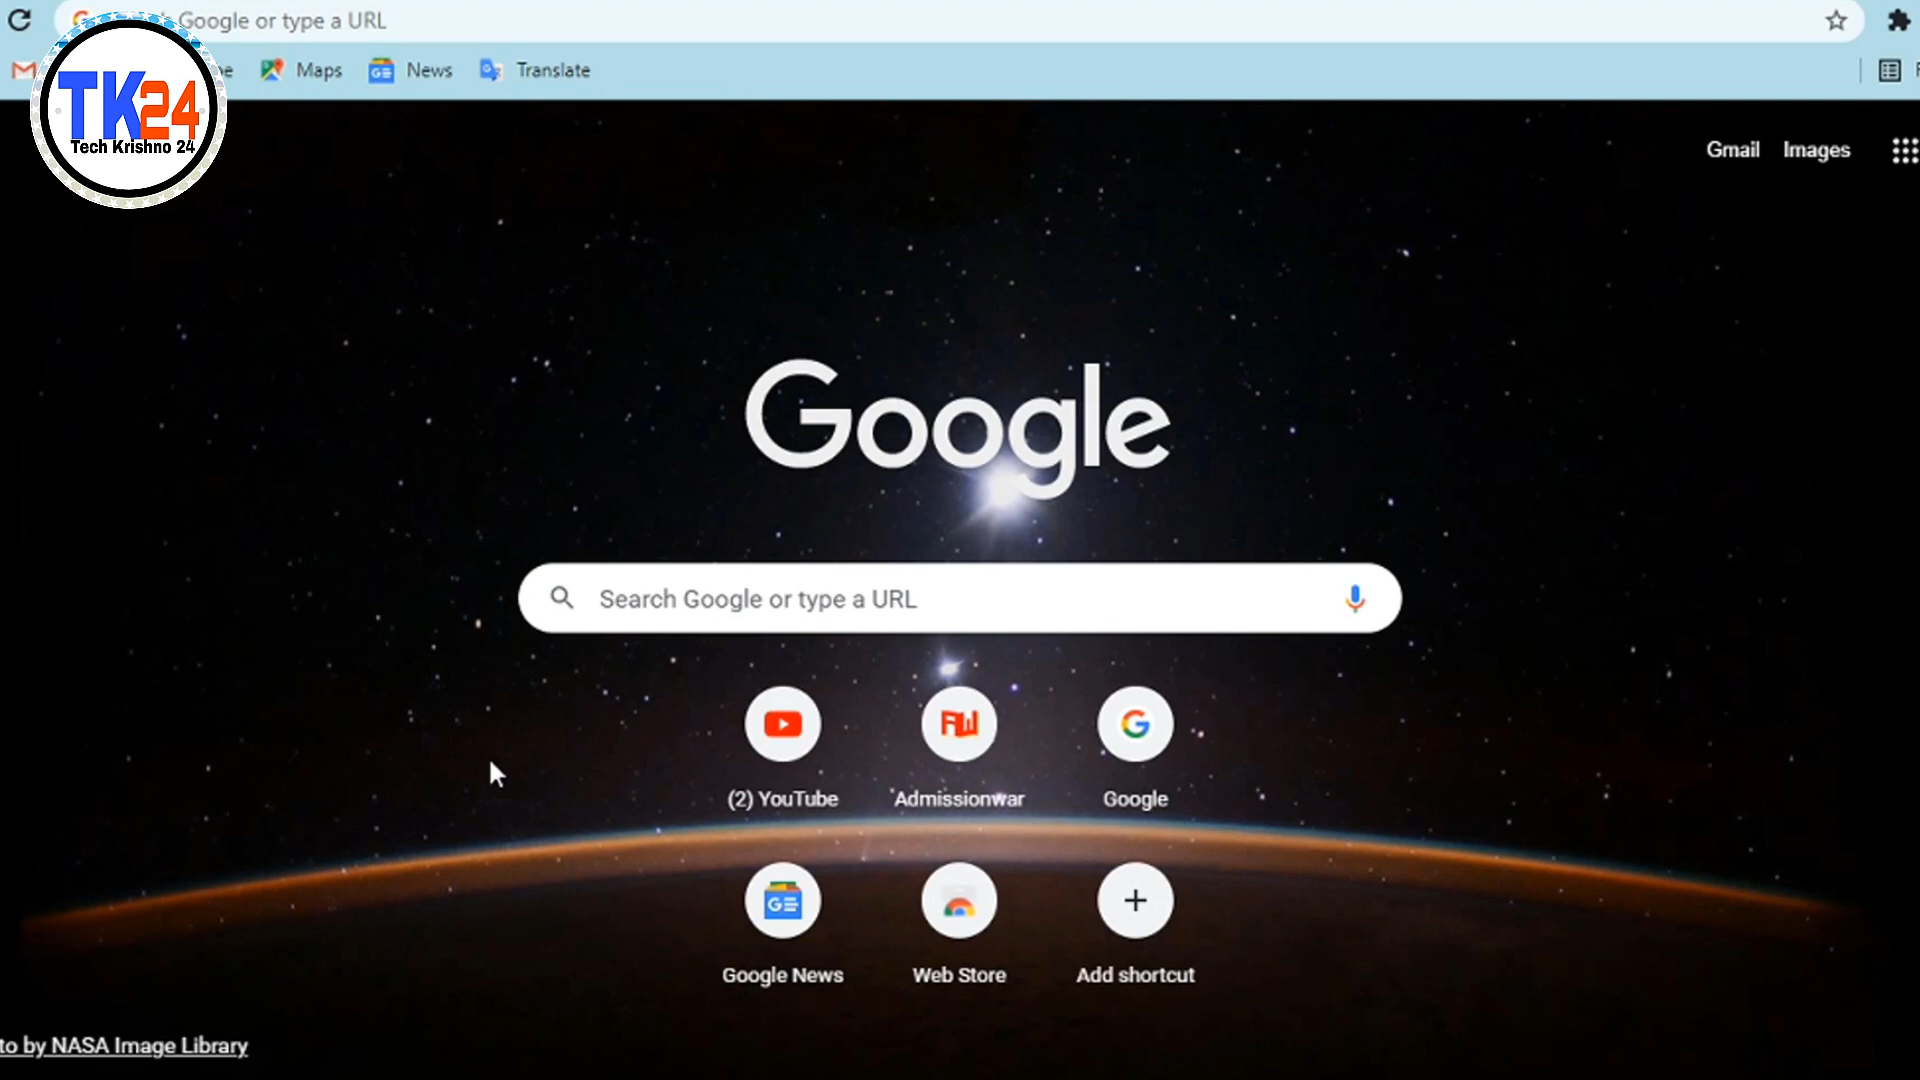 Google or type a URL
Maps
News
Translate
TK24
Tech Krishno 24
Gmail
Images
Google
Search Google or type a URL
(2) YouTube
Admissionwar
Google
Google News
Web Store
Add shortcut
to by NASA Image Library